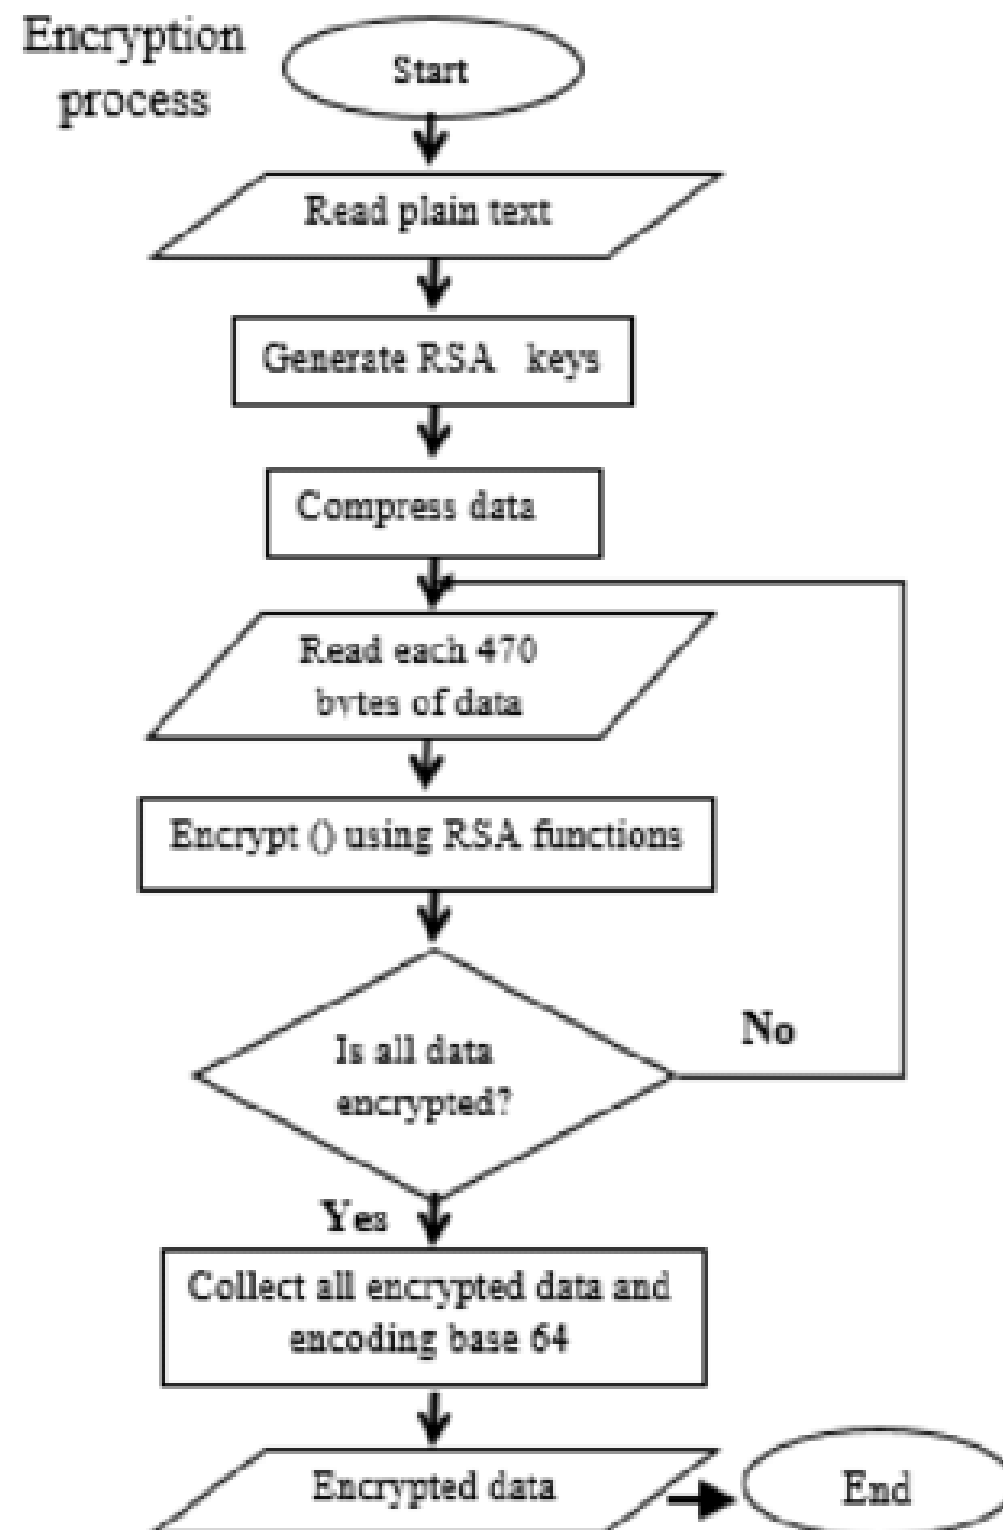 Encryption
process
Start
Read plain text
Generate RSA keys
Compress data
Read each 470
bytes of data
Encrypt () using RSA functions
Is all data
encrypted?
No
Yes
Collect all encrypted data and
encoding base 64
Encrypted data
End